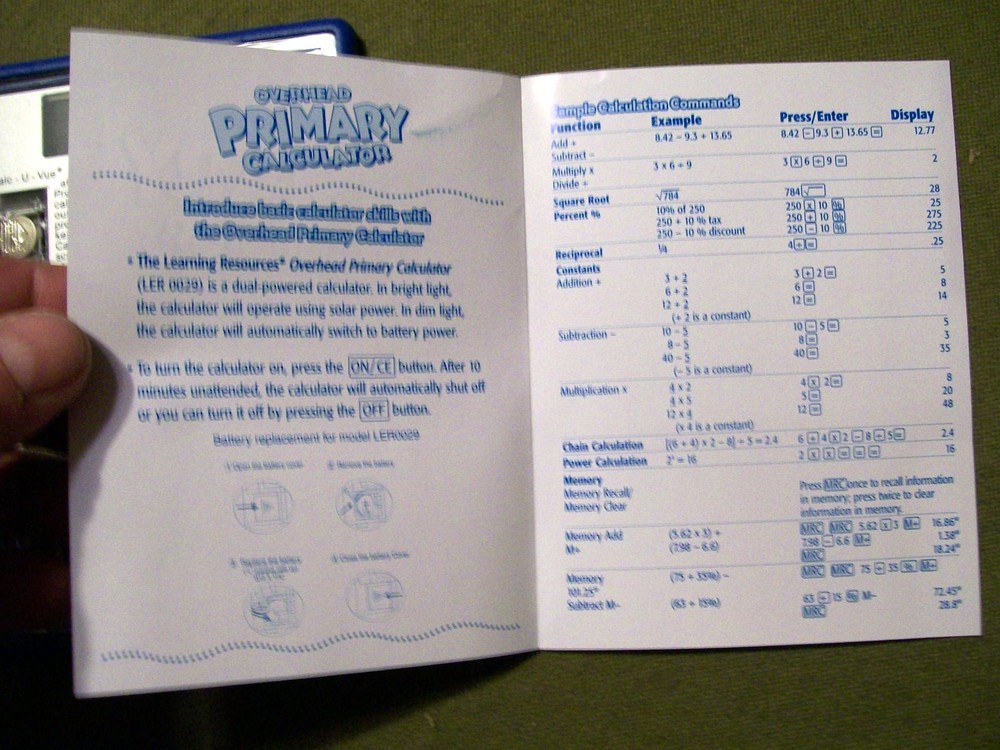 OVERHEAD
PRIMARY
CALCULATOR
Introduce basic calculator skills with
the Overhead Primary Calculator
The Learning Resources® Overhead Primary Calculator
(LER 0029) is a dual-powered calculator. In bright light,
the calculator will operate using solar power. In dim light,
the calculator will automatically switch to battery power.
To turn the calculator on, press the ON/CE button. After 10
minutes unattended, the calculator will automatically shut off
or you can turn it off by pressing the OFF button.
Battery replacement for model LER0029
Sample Calculation Commands
Function Example Press/Enter Display
Add + 8.42 – 9.3 + 13.65 8.42 – 9.3 + 13.65 = 12.77
Subtract –
Multiply x 3 x 6 ÷ 9 3 x 6 ÷ 9 = 2
Divide ÷
Square Root √784 784 √ 28
Percent % 10% of 250 250 x 10 % 25
250 + 10 % tax 250 + 10 % 275
250 – 10 % discount 250 – 10 % 225
Reciprocal ¼ 4 ÷ = .25
Constants
Addition + 3 + 2 3 + 2 = 5
6 + 2 6 = 8
12 + 2 12 = 14
(+ 2 is a constant)
Subtraction – 10 – 5 10 – 5 = 5
8 – 5 8 = 3
40 – 5 40 = 35
(– 5 is a constant)
Multiplication x 4 x 2 4 x 2 = 8
4 x 5 5 = 20
12 x 4 12 = 48
(x 4 is a constant)
Chain Calculation [(6 + 4) x 2 – 8] ÷ 5 = 2.4 6 + 4 x 2 – 8 ÷ 5 = 2.4
Power Calculation = 16 2 x x = = = 16
Memory
Memory Recall/ Press MRC once to recall information
Memory Clear in memory; press twice to clear
information in memory.
Memory Add (5.62 x 3) + MRC MRC 5.62 x 3 M+ 16.86
M+ (7.98 – 6.6) 7.98 – 6.6 M+ 1.38
MRC 18.24
Memory (75 + 35%) – MRC MRC 75 + 35 % M+
101.25
Subtract M– (63 + 15%) 63 + 15 % M– 72.45
MRC 28.8